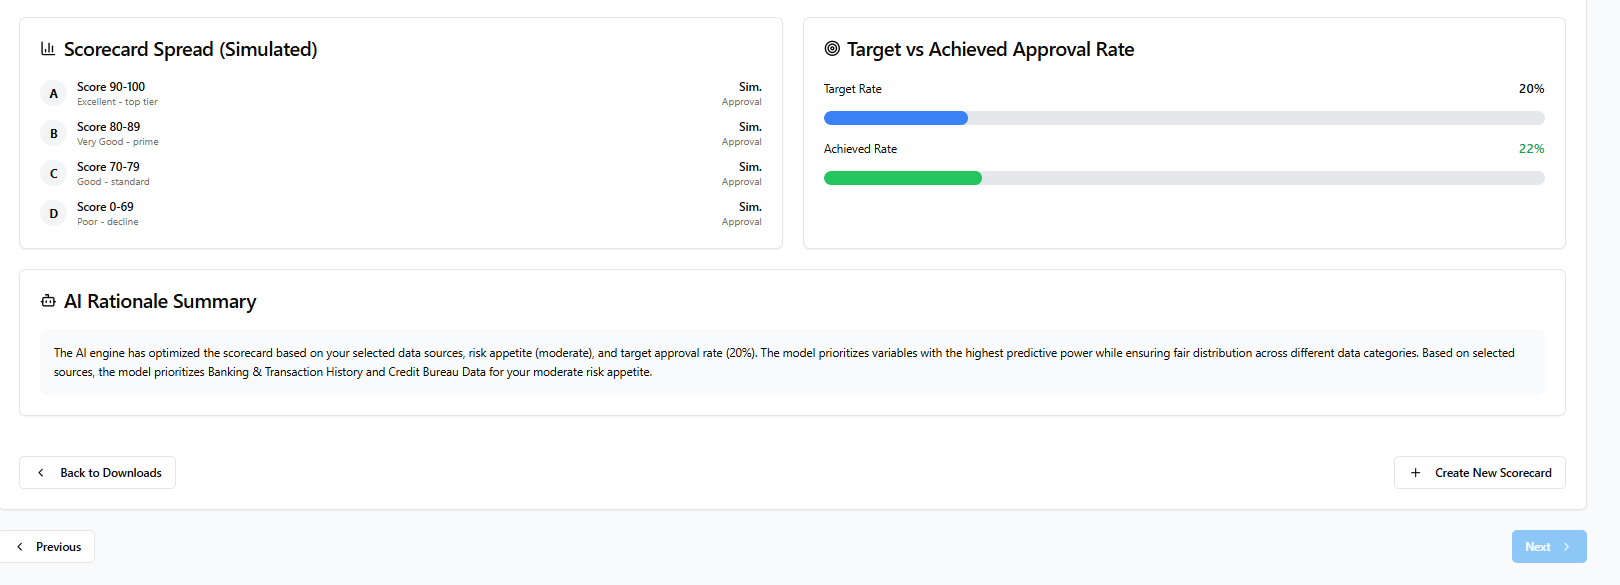 Scorecard Spread (Simulated)
A
Score 90-100
Excellent - top tier
Sim.
Approval
B
Score 80-89
Very Good - prime
Sim.
Approval
C
Score 70-79
Good - standard
Sim.
Approval
D
Score 0-69
Poor - decline
Sim.
Approval
Target vs Achieved Approval Rate
Target Rate
20%
Achieved Rate
22%
AI Rationale Summary
The AI engine has optimized the scorecard based on your selected data sources, risk appetite (moderate), and target approval rate (20%). The model prioritizes variables with the highest predictive power while ensuring fair distribution across different data categories. Based on selected
sources, the model prioritizes Banking & Transaction History and Credit Bureau Data for your moderate risk appetite.
Back to Downloads
Create New Scorecard
Previous
Next